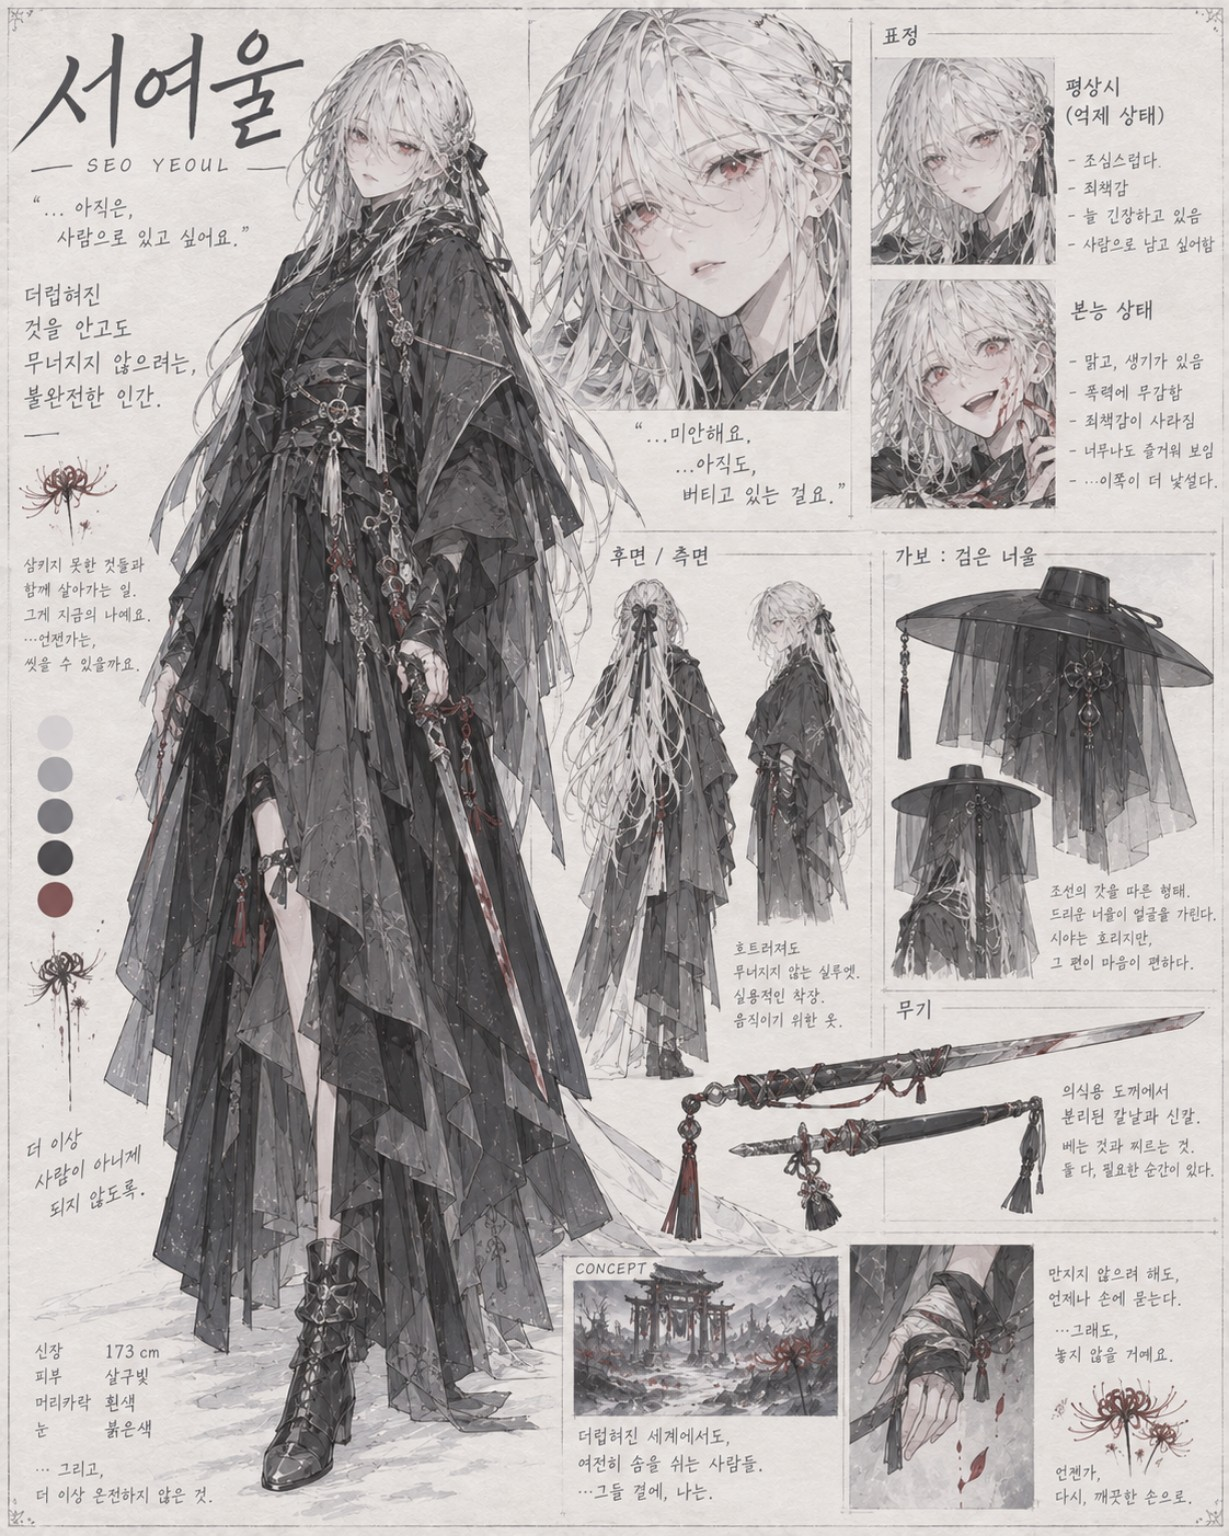 서여울
SEO YEOUL
“... 아직은,
사람으로 있고 싶어요.”
더럽혀진
것을 안고도
무너지지 않으려는,
불완전한 인간.
삼키지 못한 것들과
함께 살아가는 일.
그게 지금의 나예요.
…언젠가는,
씻을 수 있을까요.
더 이상
사람이 아니게
되지 않도록.
신장 173 cm
피부 살구빛
머리카락 흰색
눈 붉은색
… 그리고,
더 이상 온전하지 않은 것.
“...미안해요.
...아직도,
버티고 있는 걸요.”
표정
평상시
(억제 상태)
- 조심스럽다.
- 죄책감
- 늘 긴장하고 있음
- 사람으로 남고 싶어함
본능 상태
- 맑고, 생기가 있음
- 폭력에 무감함
- 죄책감이 사라짐
- 너무나도 즐거워 보임
- …이쪽이 더 낯설다.
후면 / 측면
흐트러져도
무너지지 않는 실루엣.
실용적인 착장.
움직이기 위한 옷.
가보 : 검은 너울
조선의 갓을 따른 형태.
드리운 너울이 얼굴을 가린다.
시야는 흐리지만,
그 편이 마음이 편하다.
무기
의식용 도끼에서
분리된 칼날과 신칼.
베는 것과 찌르는 것.
둘 다, 필요한 순간이 있다.
CONCEPT
더럽혀진 세계에서도,
여전히 숨을 쉬는 사람들.
…그들 곁에, 나는.
만지지 않으려 해도,
언제나 손에 묻는다.
…그래도,
놓지 않을 거예요.
언젠가,
다시, 깨끗한 손으로.